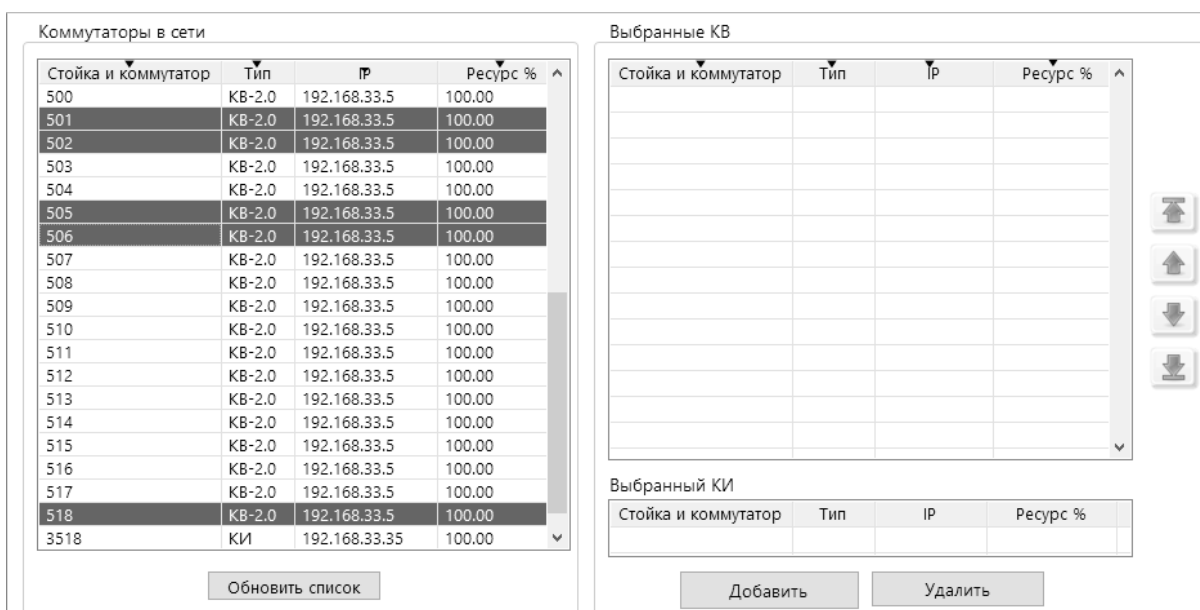 Коммутаторы в сети
Стойка и коммутатор Тип IP Ресурс %
500 КВ-2.0 192.168.33.5 100.00
501 КВ-2.0 192.168.33.5 100.00
502 КВ-2.0 192.168.33.5 100.00
503 КВ-2.0 192.168.33.5 100.00
504 КВ-2.0 192.168.33.5 100.00
505 КВ-2.0 192.168.33.5 100.00
506 КВ-2.0 192.168.33.5 100.00
507 КВ-2.0 192.168.33.5 100.00
508 КВ-2.0 192.168.33.5 100.00
509 КВ-2.0 192.168.33.5 100.00
510 КВ-2.0 192.168.33.5 100.00
511 КВ-2.0 192.168.33.5 100.00
512 КВ-2.0 192.168.33.5 100.00
513 КВ-2.0 192.168.33.5 100.00
514 КВ-2.0 192.168.33.5 100.00
515 КВ-2.0 192.168.33.5 100.00
516 КВ-2.0 192.168.33.5 100.00
517 КВ-2.0 192.168.33.5 100.00
518 КВ-2.0 192.168.33.5 100.00
3518 КИ 192.168.33.35 100.00
Обновить список
Выбранные КВ
Стойка и коммутатор Тип IP Ресурс %
Выбранный КИ
Стойка и коммутатор Тип IP Ресурс %
Добавить Удалить